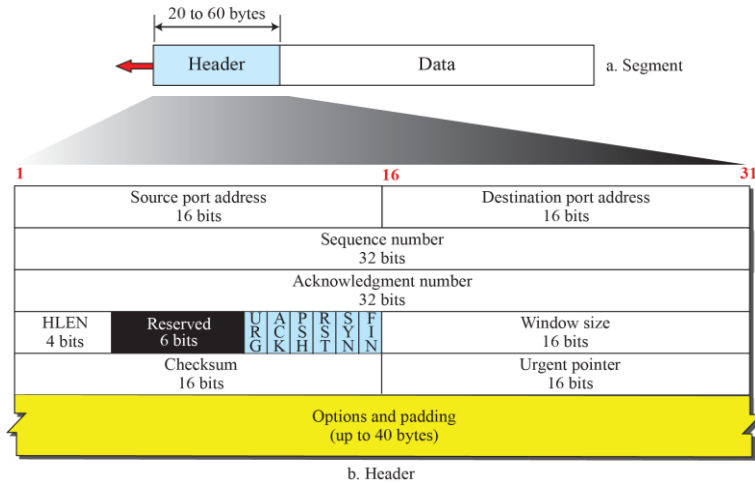 20 to 60 bytes
Header
Data
a. Segment
1
16
31
Source port address
16 bits
Destination port address
16 bits
Sequence number
32 bits
Acknowledgment number
32 bits
HLEN
4 bits
Reserved
6 bits
URG
ACK
PSH
RST
SYN
FIN
Window size
16 bits
Checksum
16 bits
Urgent pointer
16 bits
Options and padding
(up to 40 bytes)
b. Header